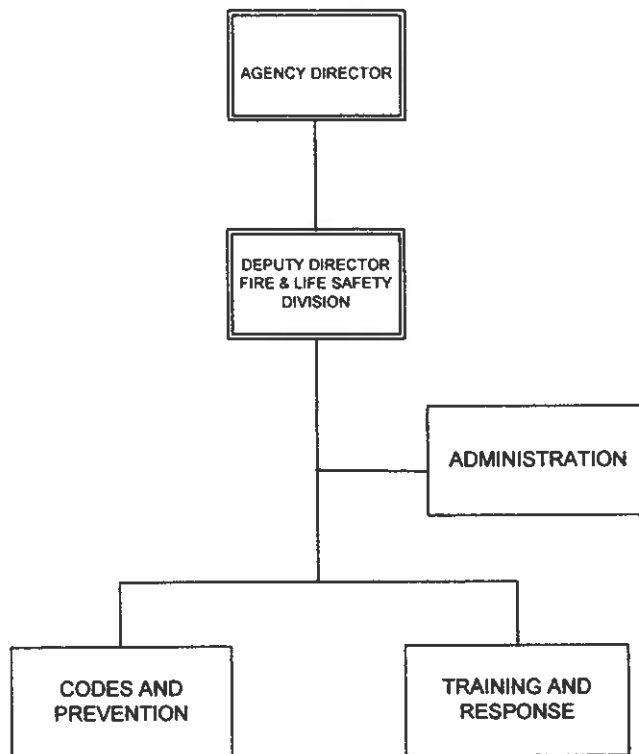 AGENCY DIRECTOR
DEPUTY DIRECTOR
FIRE & LIFE SAFETY
DIVISION
ADMINISTRATION
CODES AND
PREVENTION
TRAINING AND
RESPONSE